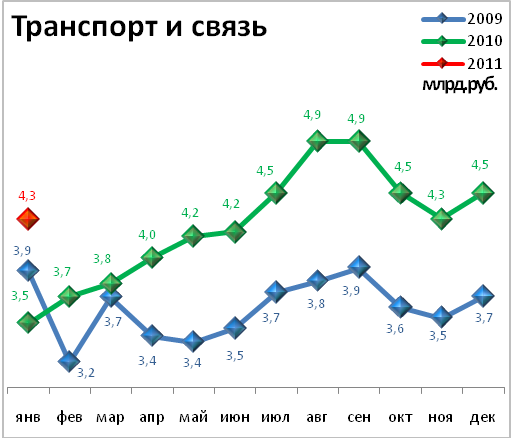 Транспорт и связь
2009
2010
2011
млрд.руб.
4,9 4,9
4,5 4,5 4,5
4,3 4,2 4,2 4,3
3,9 3,8 4,0
3,7
3,5
3,7 3,7 3,8 3,9 3,6 3,5 3,7
3,2 3,4 3,4 3,5
янв фев мар апр май июн июл авг сен окт ноя дек